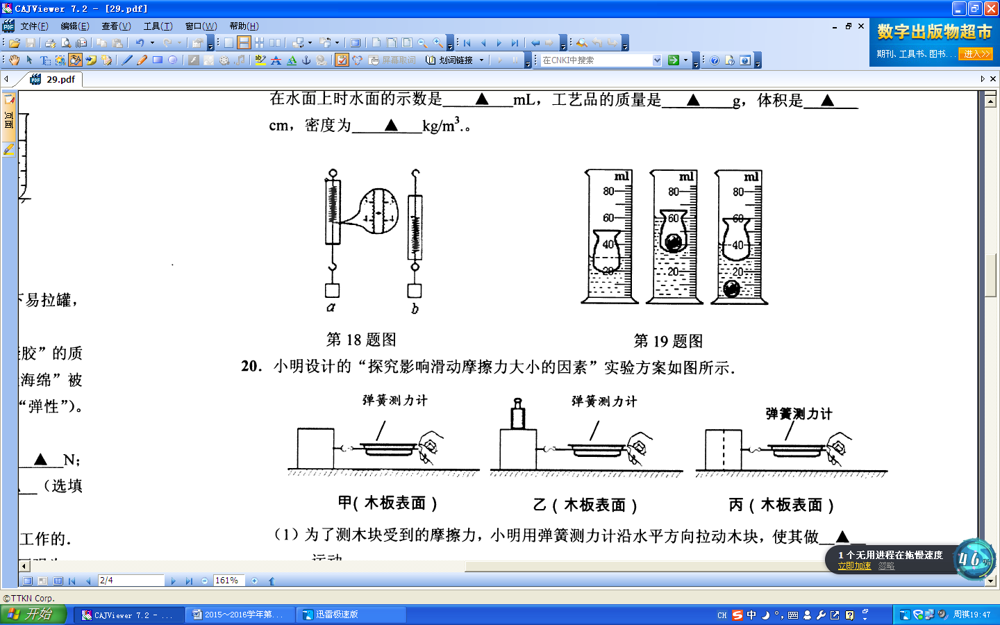 CAJViewer 7.2 - [29.pdf]
文件(F) 编辑(E) 查看(V) 工具(T) 窗口(W) 帮助(H)
数字出版物超市
期刊、工具书、图书... 进入>>
屏幕取词 划词链接 在CNKI中搜索
29.pdf
页面
在水面上时水面的示数是____▲____mL，工艺品的质量是____▲____g，体积是__▲__
cm，密度为____▲____kg/m³.。
ml ml ml
80 80 80
60 60 60
40 40
20 20 20
a b
下易拉罐，
第 18 题图 第 19 题图
胶”的质
20. 小明设计的“探究影响滑动摩擦力大小的因素”实验方案如图所示．
海绵”被
“弹性”）。
弹簧测力计 弹簧测力计 弹簧测力计
__▲__N；
__（选填
甲（木板表面） 乙（木板表面） 丙（木板表面）
工作的．
（1）为了测木块受到的摩擦力，小明用弹簧测力计沿水平方向拉动木块，使其做__▲__
运动
1 个无用进程在拖慢速度
立即加速 忽略
46%
2/4 161%
©TTKN Corp.
开始 CAJViewer 7.2 - ... 2015～2016学年第... 迅雷极速版 CH 中 周祺19:47